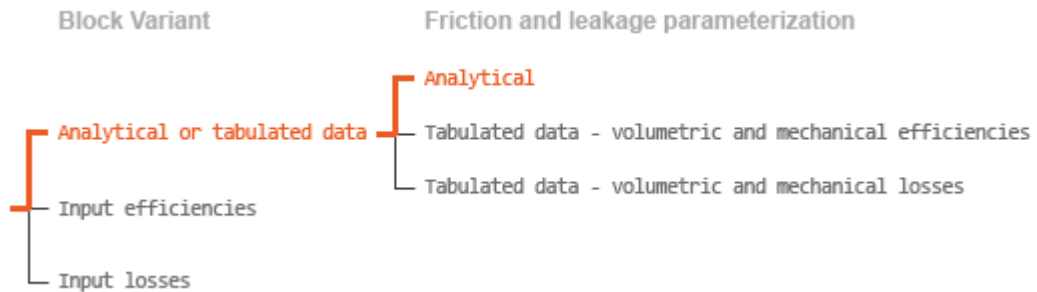 Block Variant
Friction and leakage parameterization
Analytical
Analytical or tabulated data
Tabulated data - volumetric and mechanical efficiencies
Tabulated data - volumetric and mechanical losses
Input efficiencies
Input losses